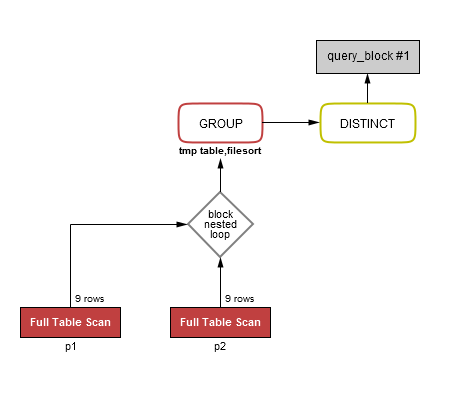 query_block #1
GROUP
DISTINCT
tmp table,filesort
block
nested
loop
9 rows
9 rows
Full Table Scan
Full Table Scan
p1
p2